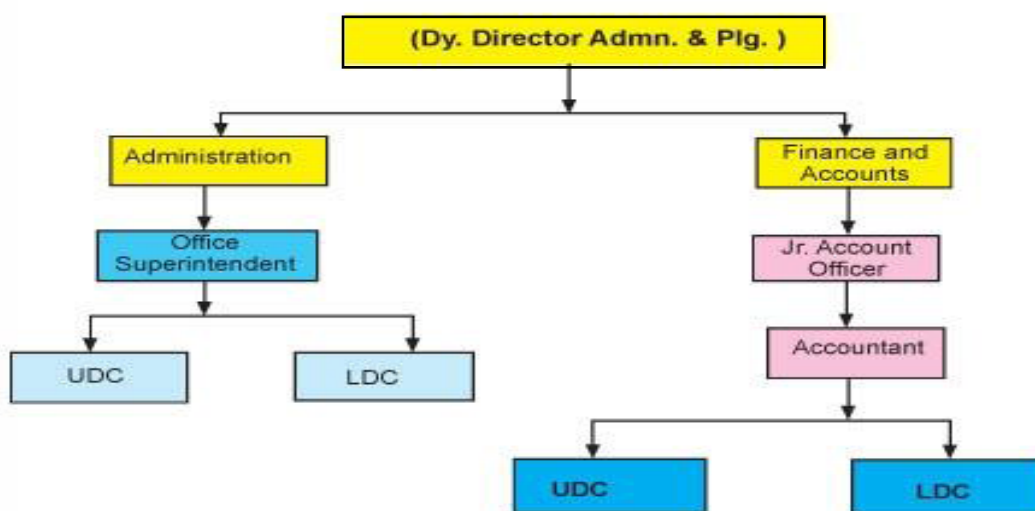 (Dy. Director Admn. & Plg. )
Administration
Finance and
Accounts
Office
Superintendent
Jr. Account
Officer
UDC
LDC
Accountant
UDC
LDC